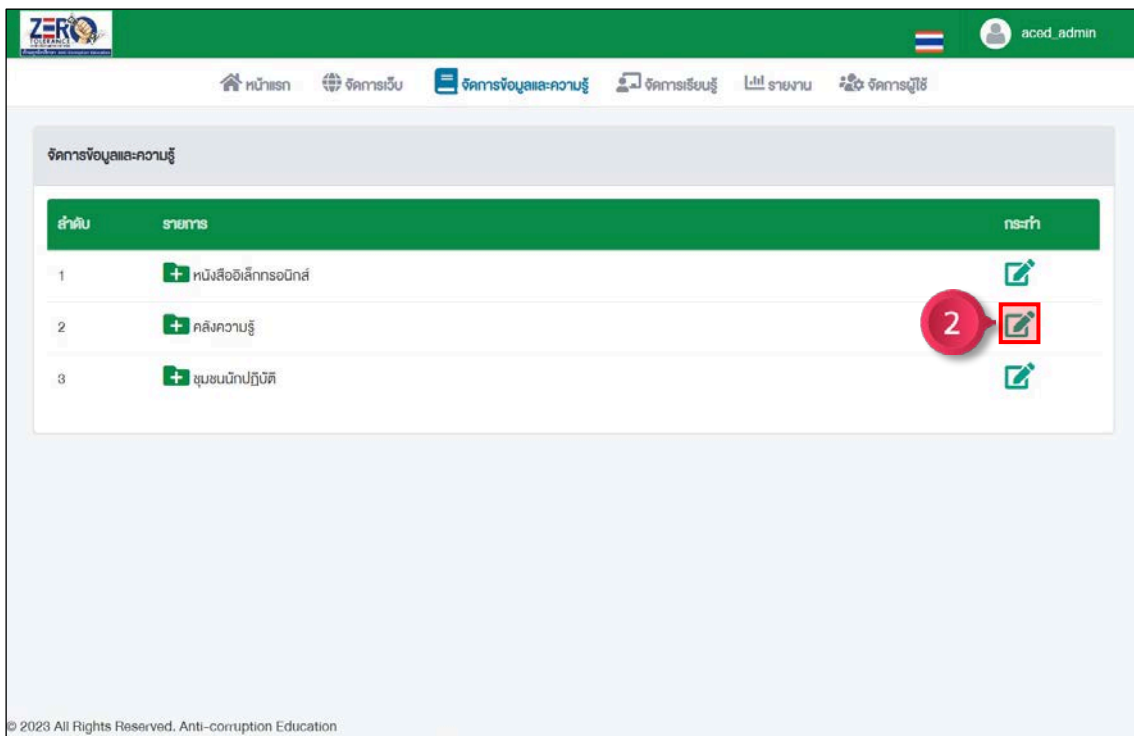 ZERO
TOLERANCE
aced_admin
หน้าแรก จัดการเว็บ จัดการข้อมูลและความรู้ จัดการเรียนรู้ รายงาน จัดการผู้ใช้
จัดการข้อมูลและความรู้
ลำดับ รายการ กระทำ
1 หนังสืออิเล็กทรอนิกส์
2 คลังความรู้ 2
3 ชุมชนนักปฏิบัติ
© 2023 All Rights Reserved. Anti-corruption Education